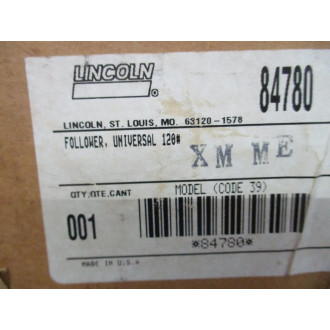 LINCOLN ®
84780
LINCOLN, ST. LOUIS, MO. 63120-1578
FOLLOWER, UNIVERSAL 120#
XM ME
QTY,QTE,CANT
MODEL (CODE 39)
001
*84780*
MADE IN U.S.A